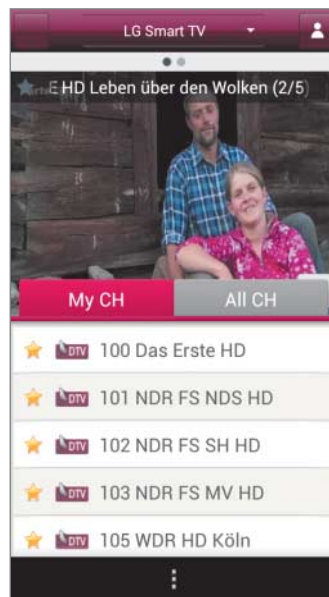 LG Smart TV
E HD Leben über den Wolken (2/5)
My CH
All CH
DTV 100 Das Erste HD
DTV 101 NDR FS NDS HD
DTV 102 NDR FS SH HD
DTV 103 NDR FS MV HD
DTV 105 WDR HD Köln